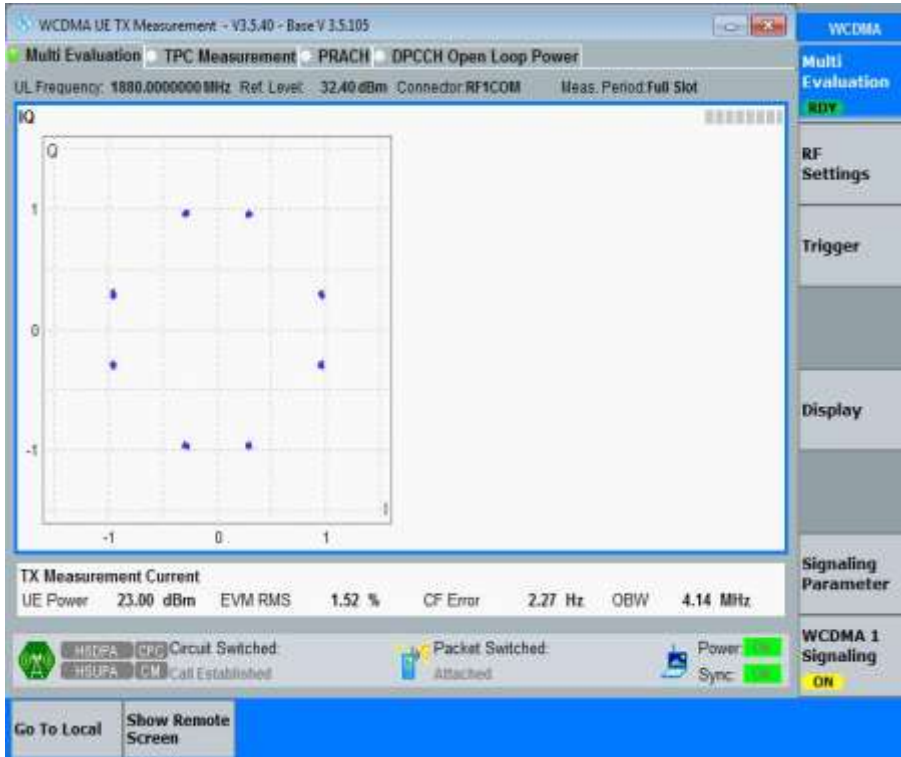 WCDMA UE TX Measurement - V3.5.40 - Base V 3.5.105
WCDMA
Multi Evaluation TPC Measurement PRACH DPCCH Open Loop Power
UL Frequency: 1880.0000000 MHz Ref. Level: 32.40 dBm Connector: RF1COM Meas. Period: Full Slot
Multi
Evaluation
RDY
IQ
Q
RF
Settings
1
Trigger
0
Display
-1
I
-1 0 1
TX Measurement Current
UE Power 23.00 dBm EVM RMS 1.52 % CF Error 2.27 Hz OBW 4.14 MHz
Signaling
Parameter
HSDPA CPC Circuit Switched: Packet Switched: Power:
HSUPA CM Call Established Attached Sync:
WCDMA 1
Signaling
ON
Go To Local
Show Remote
Screen